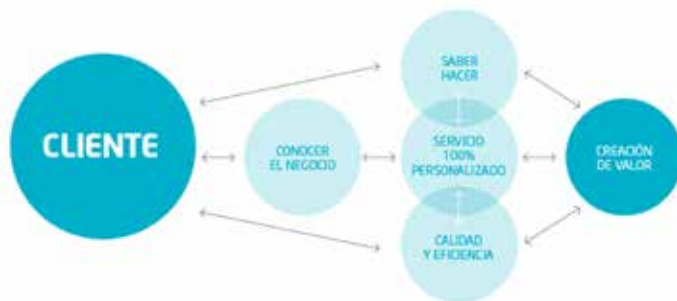 CLIENTE
CONOCER
EL NEGOCIO
SABER
HACER
SERVICIO
100%
PERSONALIZADO
CALIDAD
Y EFICIENCIA
CREACIÓN
DE VALOR